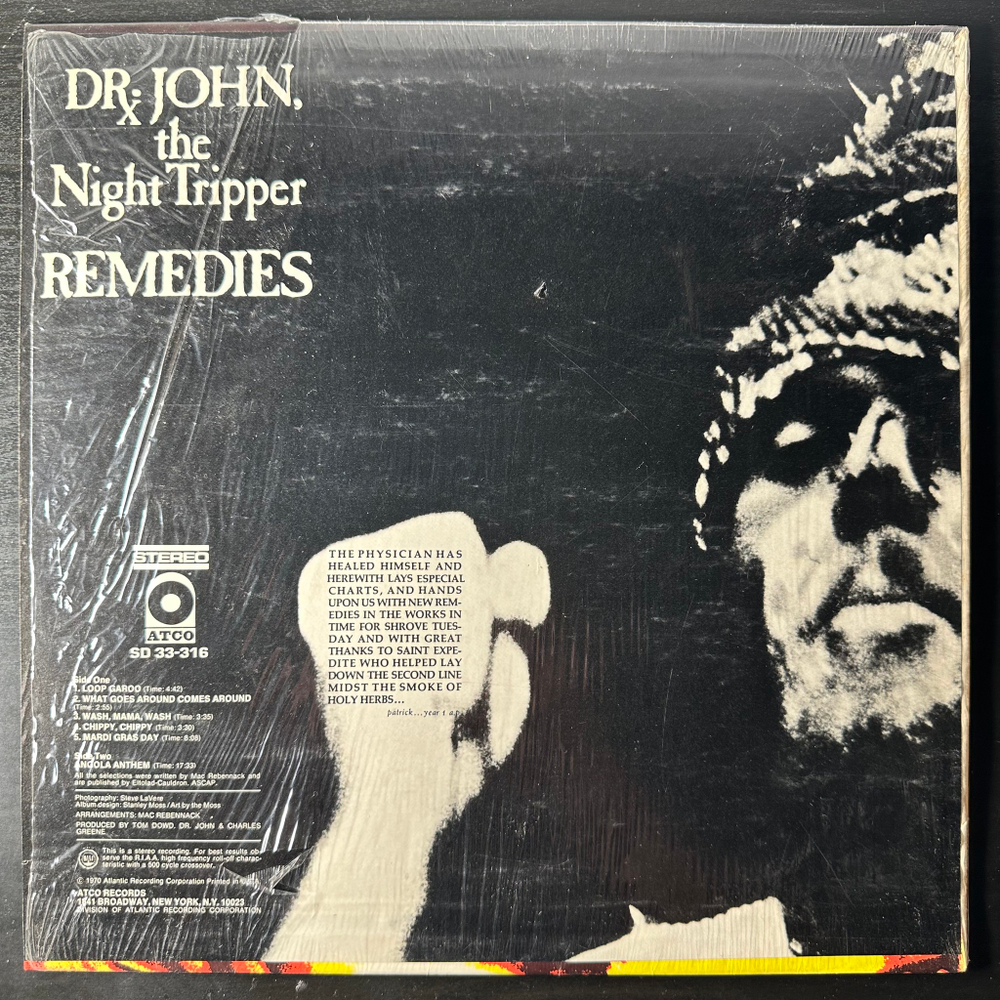 DR. JOHN,
x
the
Night Tripper
REMEDIES
THE PHYSICIAN HAS
HEALED HIMSELF AND
HEREWITH LAYS ESPECIAL
CHARTS, AND HANDS
UPON US WITH NEW REM-
EDIES IN THE WORKS IN
TIME FOR SHROVE TUES-
DAY AND WITH GREAT
THANKS TO SAINT EXPE-
DITE WHO HELPED LAY
DOWN THE SECOND LINE
MIDST THE SMOKE OF
HOLY HERBS...
patrick...year 1 a.p.
STEREO
ATCO
SD 33-316
Side One
1. LOOP GAROO (Time: 4:42)
2. WHAT GOES AROUND COMES AROUND
(Time: 2:55)
3. WASH, MAMA, WASH (Time: 3:35)
4. CHIPPY, CHIPPY (Time: 3:30)
5. MARDI GRAS DAY (Time: 8:08)
Side Two
ANGOLA ANTHEM (Time: 17:33)
All the selections were written by Mac Rebennack and
are published by Eltolad-Cauldron. ASCAP.
Photography: Steve LaVere
Album design: Stanley Moss/Art by the Moss
ARRANGEMENTS: MAC REBENNACK
PRODUCED BY TOM DOWD, DR. JOHN & CHARLES
GREENE
This is a stereo recording. For best results ob-
serve the R.I.A.A. high frequency roll-off charac-
teristic with a 500 cycle crossover.
© 1970 Atlantic Recording Corporation Printed in
ATCO RECORDS
1841 BROADWAY, NEW YORK, N.Y. 10023
DIVISION OF ATLANTIC RECORDING CORPORATION